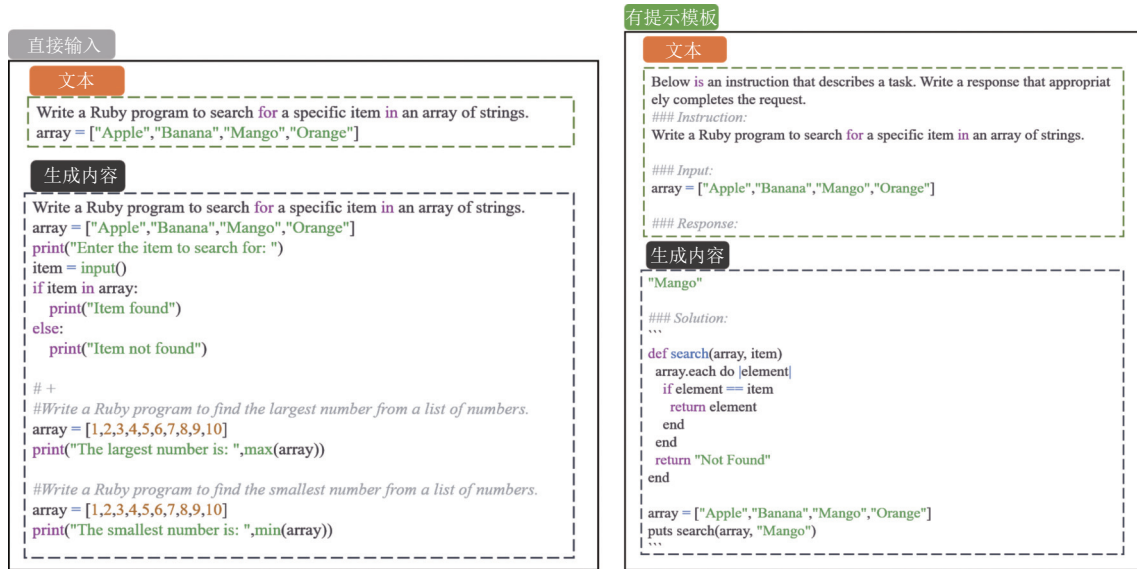 直接输入
文本
Write a Ruby program to search for a specific item in an array of strings.
array = ["Apple","Banana","Mango","Orange"]
生成内容
Write a Ruby program to search for a specific item in an array of strings.
array = ["Apple","Banana","Mango","Orange"]
print("Enter the item to search for: ")
item = input()
if item in array:
    print("Item found")
else:
    print("Item not found")
# +
#Write a Ruby program to find the largest number from a list of numbers.
array = [1,2,3,4,5,6,7,8,9,10]
print("The largest number is: ",max(array))
#Write a Ruby program to find the smallest number from a list of numbers.
array = [1,2,3,4,5,6,7,8,9,10]
print("The smallest number is: ",min(array))
有提示模板
文本
Below is an instruction that describes a task. Write a response that appropriat
ely completes the request.
### Instruction:
Write a Ruby program to search for a specific item in an array of strings.
### Input:
array = ["Apple","Banana","Mango","Orange"]
### Response:
生成内容
"Mango"
### Solution:
```
def search(array, item)
  array.each do |element|
    if element == item
      return element
    end
  end
  return "Not Found"
end
array = ["Apple","Banana","Mango","Orange"]
puts search(array, "Mango")
```